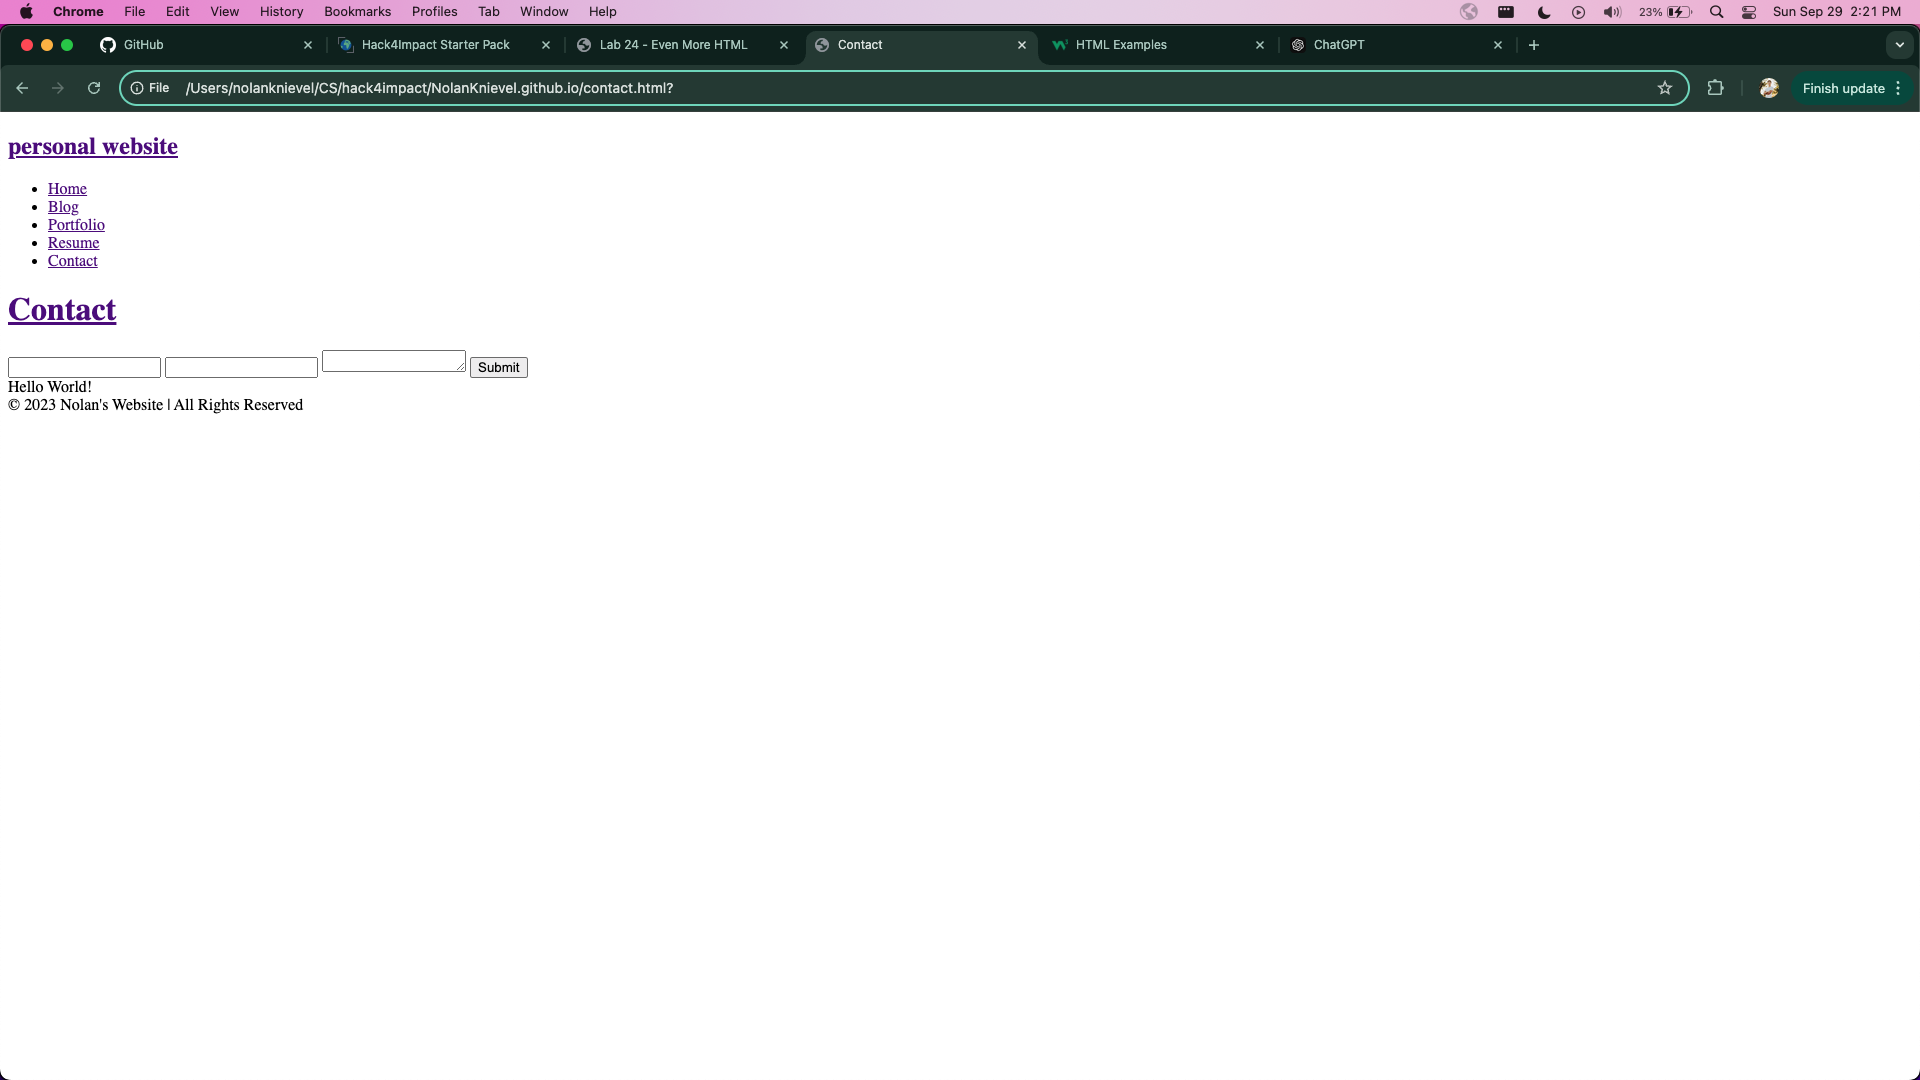 Chrome File Edit View History Bookmarks Profiles Tab Window Help 23% Sun Sep 29 2:21 PM
GitHub Hack4Impact Starter Pack Lab 24 - Even More HTML Contact HTML Examples ChatGPT
File /Users/nolanknievel/CS/hack4impact/NolanKnievel.github.io/contact.html? Finish update
personal website
Home
Blog
Portfolio
Resume
Contact
Contact
Submit
Hello World!
© 2023 Nolan's Website | All Rights Reserved